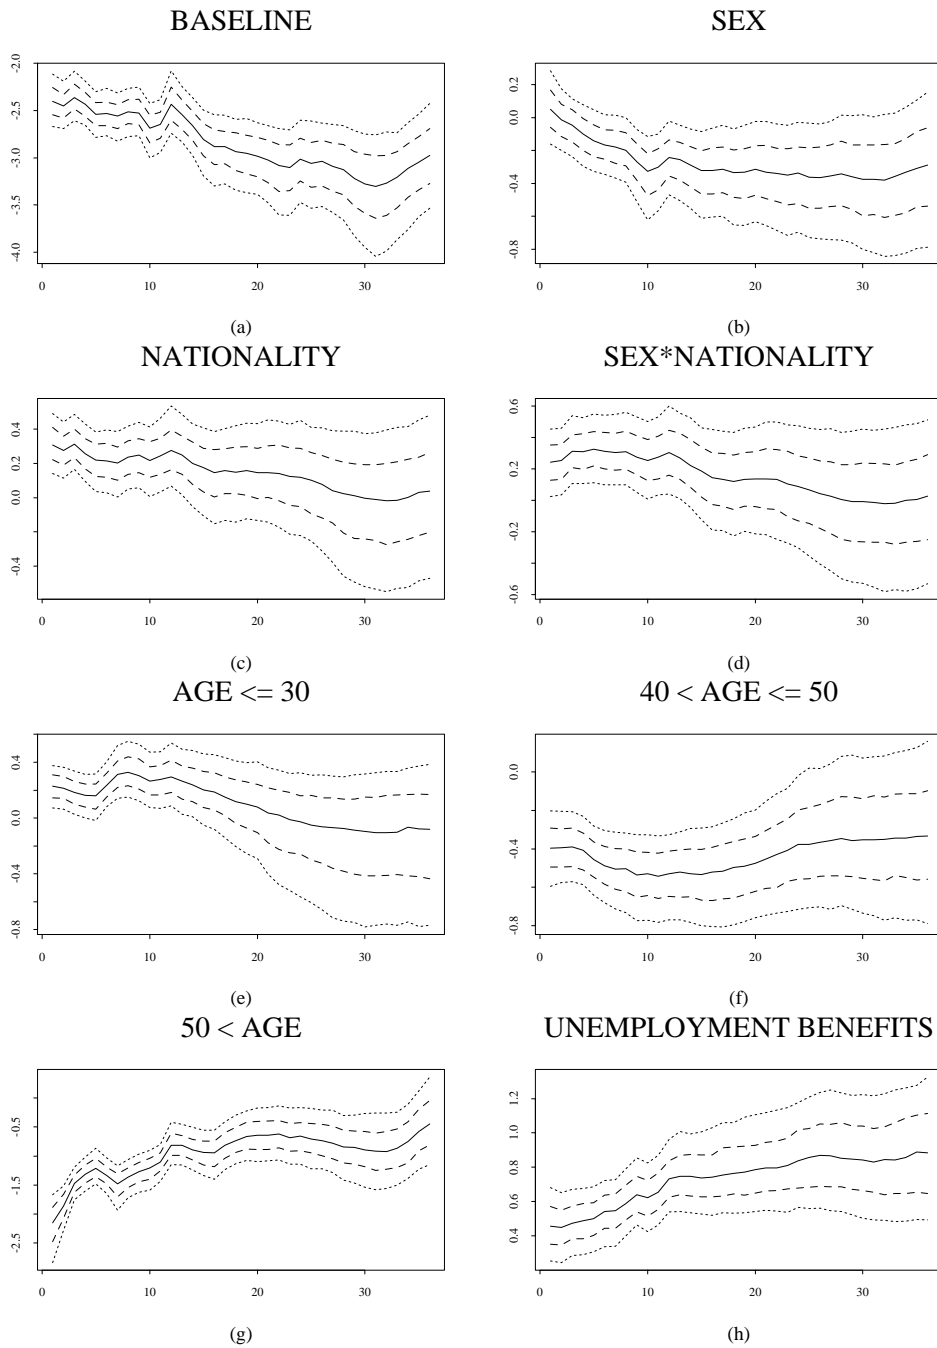 BASELINE SEX
-2.0 -2.5 -3.0 -3.5 -4.0
0.2 0.0 -0.4 -0.8
0 10 20 30
0 10 20 30
(a) (b)
NATIONALITY SEX*NATIONALITY
0.4 0.2 0.0 -0.4
0.6 0.2 -0.2 -0.6
0 10 20 30
0 10 20 30
(c) (d)
AGE <= 30 40 < AGE <= 50
0.4 0.0 -0.4 -0.8
0.0 -0.4 -0.8
0 10 20 30
0 10 20 30
(e) (f)
50 < AGE UNEMPLOYMENT BENEFITS
-0.5 -1.5 -2.5
1.2 1.0 0.8 0.6 0.4
0 10 20 30
0 10 20 30
(g) (h)